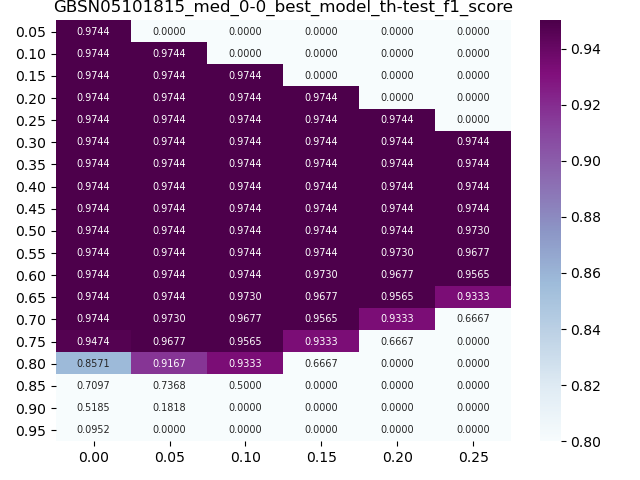 GBSN05101815_med_0-0_best_model_th-test_f1_score
0.05 0.9744 0.0000 0.0000 0.0000 0.0000 0.0000
0.10 0.9744 0.9744 0.0000 0.0000 0.0000 0.0000
0.15 0.9744 0.9744 0.9744 0.0000 0.0000 0.0000
0.20 0.9744 0.9744 0.9744 0.9744 0.0000 0.0000
0.25 0.9744 0.9744 0.9744 0.9744 0.9744 0.0000
0.30 0.9744 0.9744 0.9744 0.9744 0.9744 0.9744
0.35 0.9744 0.9744 0.9744 0.9744 0.9744 0.9744
0.40 0.9744 0.9744 0.9744 0.9744 0.9744 0.9744
0.45 0.9744 0.9744 0.9744 0.9744 0.9744 0.9744
0.50 0.9744 0.9744 0.9744 0.9744 0.9744 0.9730
0.55 0.9744 0.9744 0.9744 0.9744 0.9730 0.9677
0.60 0.9744 0.9744 0.9744 0.9730 0.9677 0.9565
0.65 0.9744 0.9744 0.9730 0.9677 0.9565 0.9333
0.70 0.9744 0.9730 0.9677 0.9565 0.9333 0.6667
0.75 0.9474 0.9677 0.9565 0.9333 0.6667 0.0000
0.80 0.8571 0.9167 0.9333 0.6667 0.0000 0.0000
0.85 0.7097 0.7368 0.5000 0.0000 0.0000 0.0000
0.90 0.5185 0.1818 0.0000 0.0000 0.0000 0.0000
0.95 0.0952 0.0000 0.0000 0.0000 0.0000 0.0000
0.00 0.05 0.10 0.15 0.20 0.25
0.94
0.92
0.90
0.88
0.86
0.84
0.82
0.80